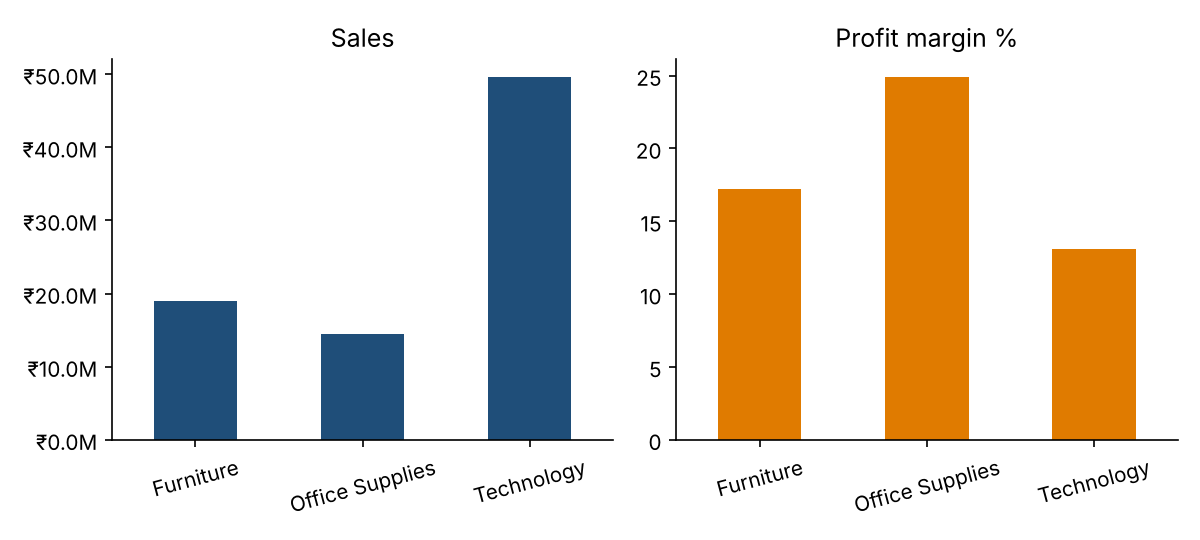 Sales
₹50.0M
₹40.0M
₹30.0M
₹20.0M
₹10.0M
₹0.0M
Furniture
Office Supplies
Technology
Profit margin %
25
20
15
10
5
0
Furniture
Office Supplies
Technology